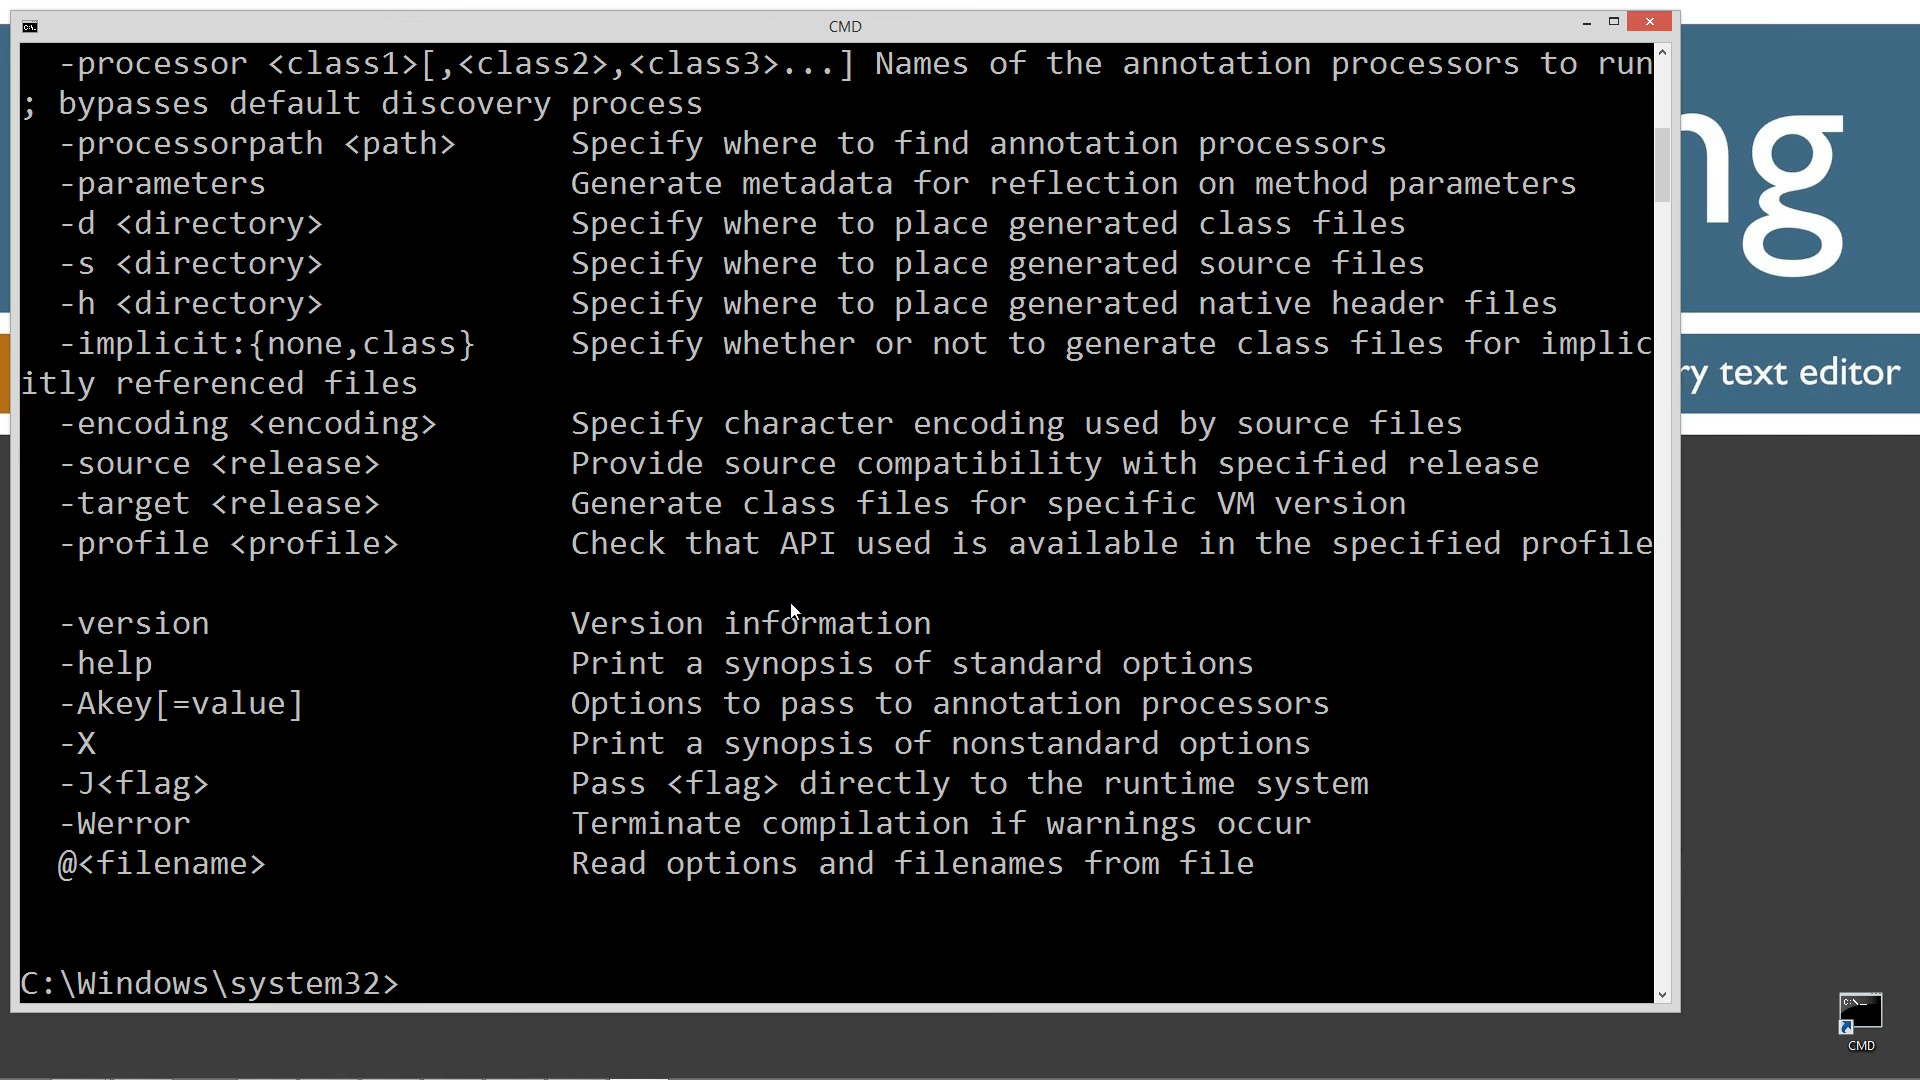 CMD
-processor <class1>[,<class2>,<class3>...] Names of the annotation processors to run
; bypasses default discovery process
-processorpath <path> Specify where to find annotation processors
-parameters Generate metadata for reflection on method parameters
-d <directory> Specify where to place generated class files
-s <directory> Specify where to place generated source files
-h <directory> Specify where to place generated native header files
-implicit:{none,class} Specify whether or not to generate class files for implic
itly referenced files
-encoding <encoding> Specify character encoding used by source files
-source <release> Provide source compatibility with specified release
-target <release> Generate class files for specific VM version
-profile <profile> Check that API used is available in the specified profile
-version Version information
-help Print a synopsis of standard options
-Akey[=value] Options to pass to annotation processors
-X Print a synopsis of nonstandard options
-J<flag> Pass <flag> directly to the runtime system
-Werror Terminate compilation if warnings occur
@<filename> Read options and filenames from file
C:\Windows\system32>
ng
ry text editor
CMD